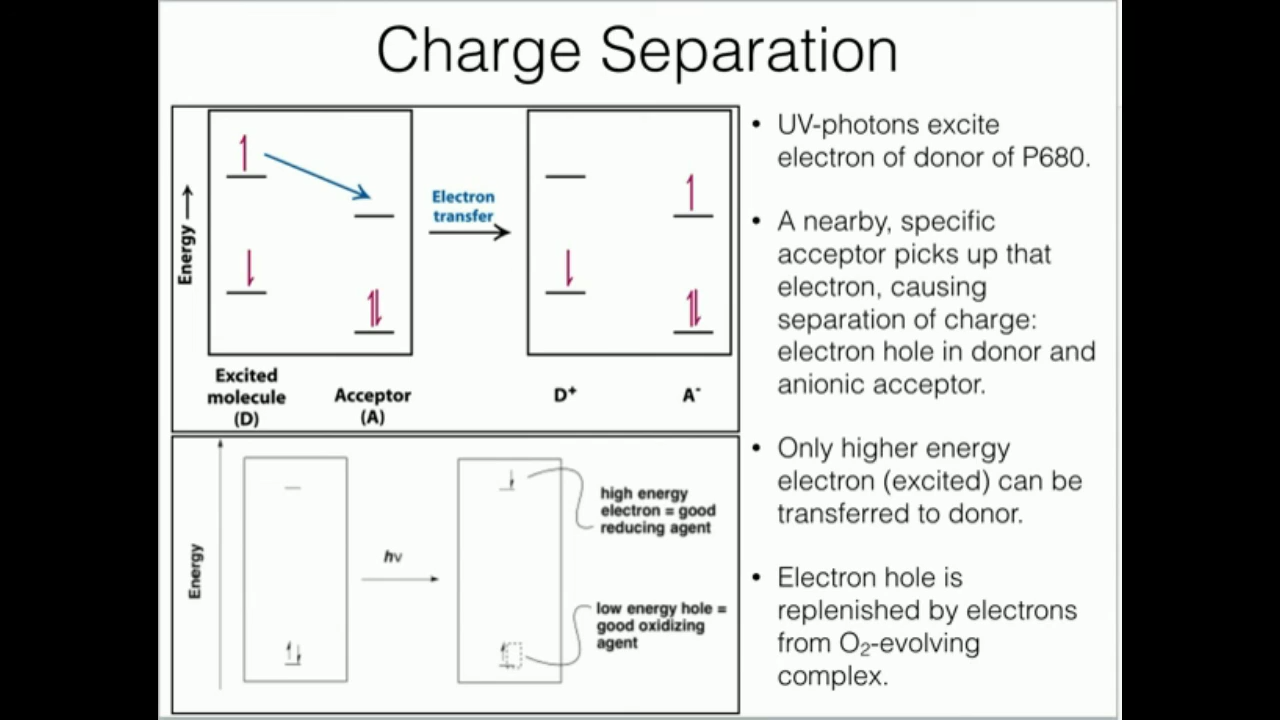 Charge Separation
Energy
Electron
transfer
Excited
molecule
(D)
Acceptor
(A)
D⁺
A⁻
Energy
hν
high energy
electron = good
reducing agent
low energy hole =
good oxidizing
agent
• UV-photons excite
electron of donor of P680.
• A nearby, specific
acceptor picks up that
electron, causing
separation of charge:
electron hole in donor and
anionic acceptor.
• Only higher energy
electron (excited) can be
transferred to donor.
• Electron hole is
replenished by electrons
from O₂-evolving
complex.